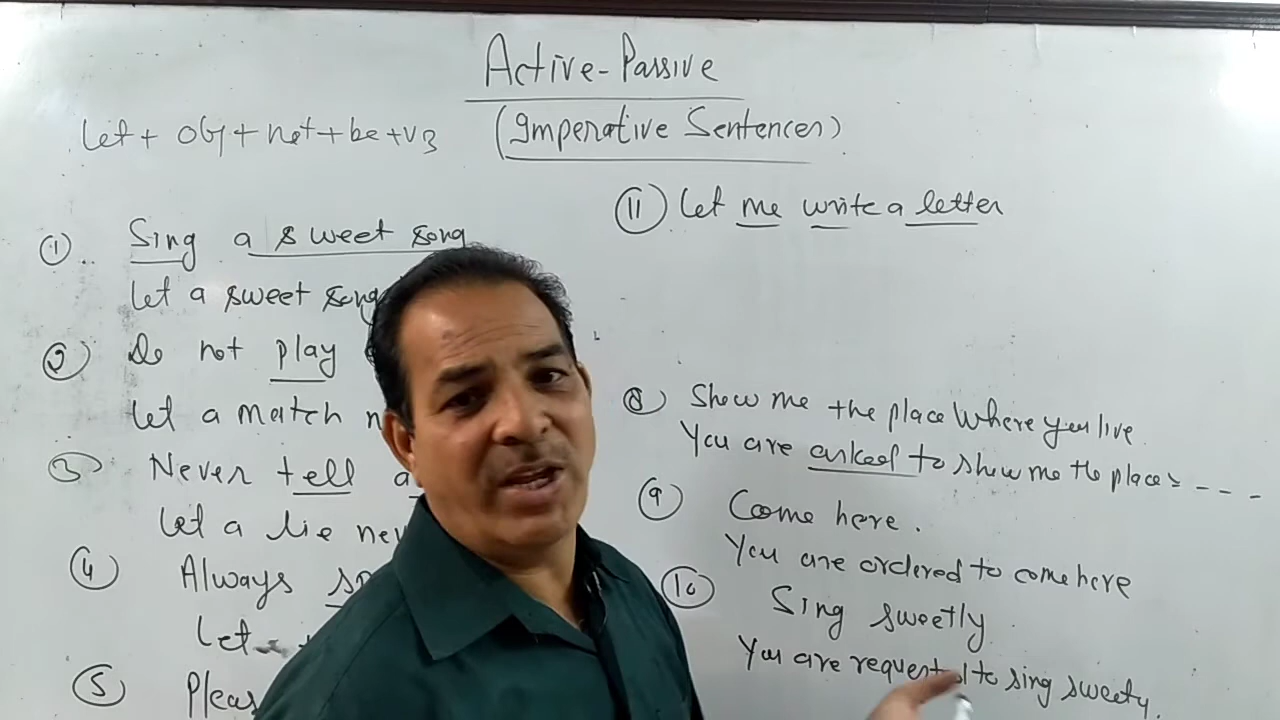 Active-Passive
(Imperative Sentences)
let + obj + not + be + v3
① Sing a sweet song
let a sweet song
② Do not play
let a match
③ Never tell a
let a lie
④ Always
let
⑤
⑪ let me write a letter
⑧ Show me the place where you live.
You are asked to show me the place ----
⑨ Come here.
You are ordered to come here
⑩ Sing sweetly.
You are requested to sing sweety.